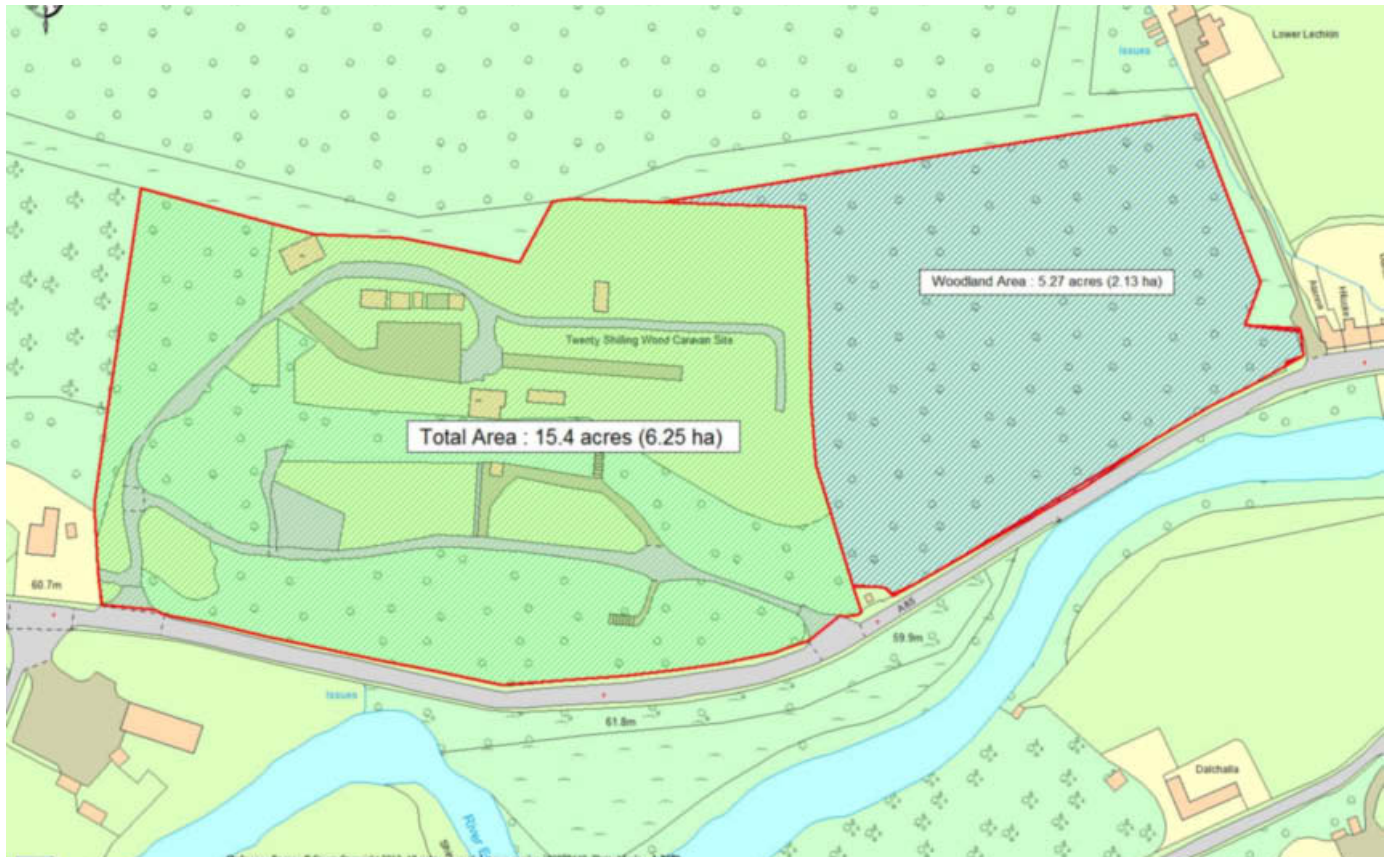 Lower Lechkin
Issues
Woodland Area : 5.27 acres (2.13 ha)
Twenty Shilling Wood Caravan Site
Total Area : 15.4 acres (6.25 ha)
60.7m
A85
59.9m
Issues
61.8m
Dalchalla
River